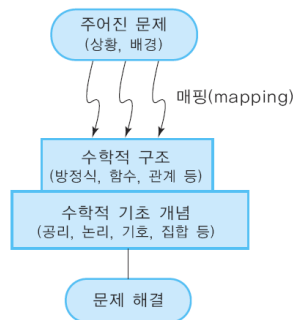 주어진 문제
(상황, 배경)
매핑(mapping)
수학적 구조
(방정식, 함수, 관계 등)
수학적 기초 개념
(공리, 논리, 기호, 집합 등)
문제 해결